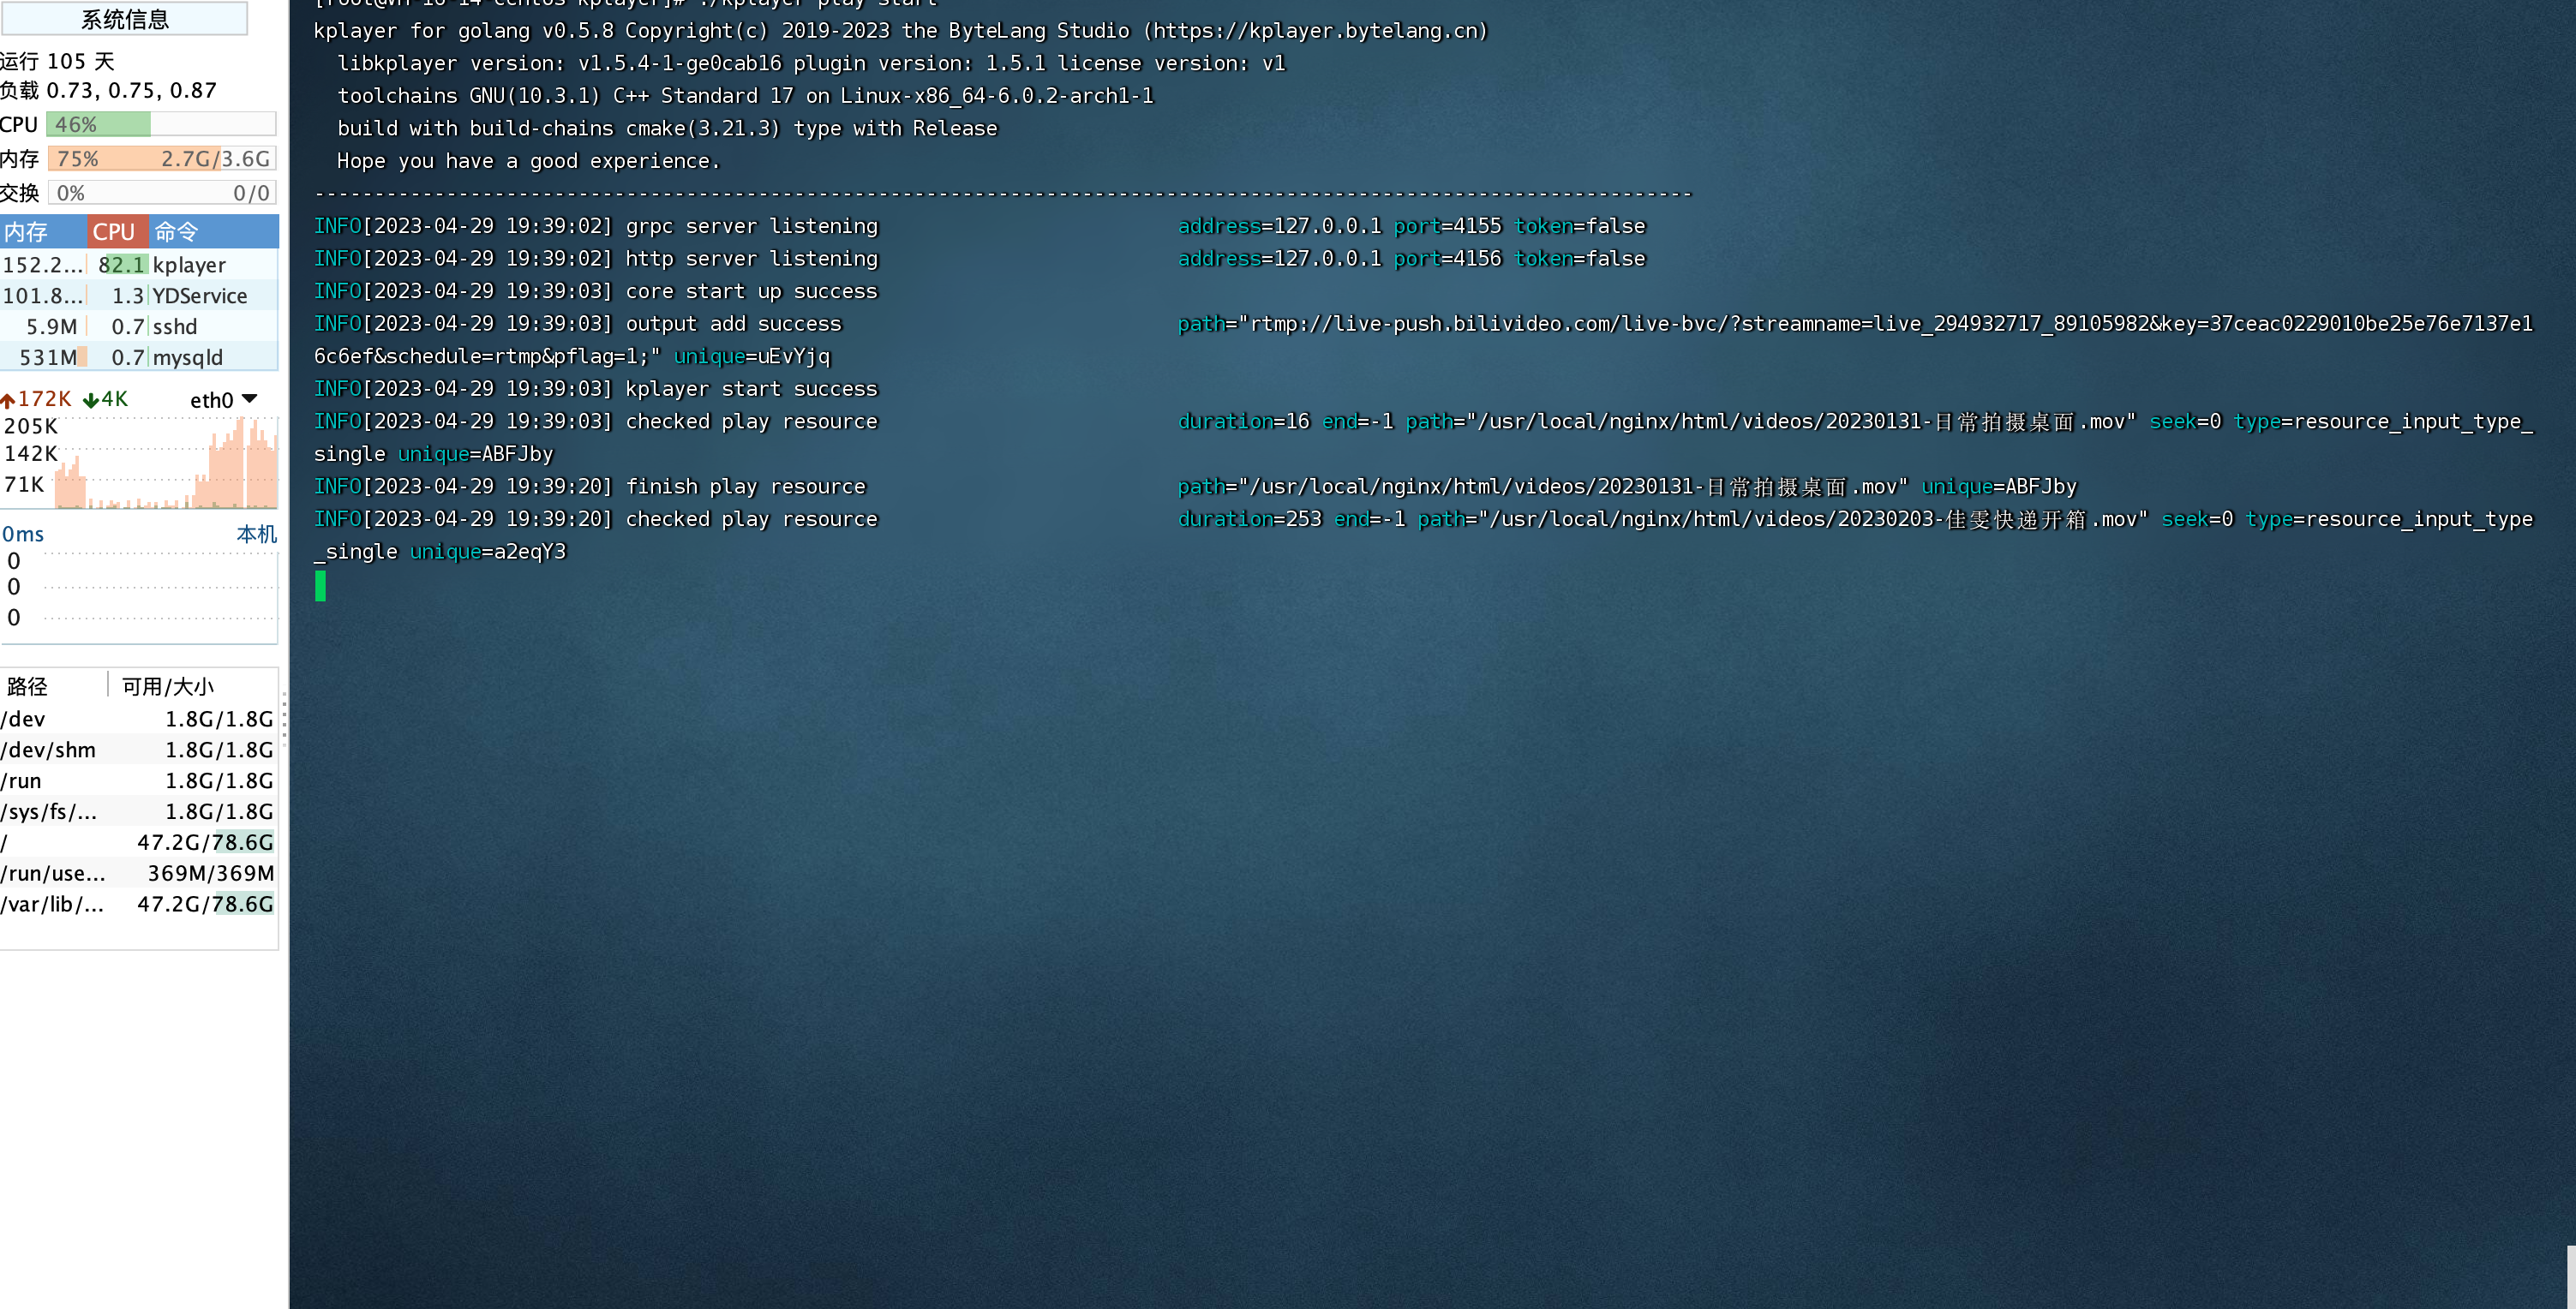 系统信息
运行 105 天
负载 0.73, 0.75, 0.87
CPU 46%
内存 75% 2.7G/3.6G
交换 0% 0/0
内存 CPU 命令
152.2... 82.1 kplayer
101.8... 1.3 YDService
5.9M 0.7 sshd
531M 0.7 mysqld
172K 4K eth0
205K
142K
71K
0ms 本机
0
0
0
路径 可用/大小
/dev 1.8G/1.8G
/dev/shm 1.8G/1.8G
/run 1.8G/1.8G
/sys/fs/... 1.8G/1.8G
/ 47.2G/78.6G
/run/use... 369M/369M
/var/lib/... 47.2G/78.6G
kplayer for golang v0.5.8 Copyright(c) 2019-2023 the ByteLang Studio (https://kplayer.bytelang.cn)
libkplayer version: v1.5.4-1-ge0cab16 plugin version: 1.5.1 license version: v1
toolchains GNU(10.3.1) C++ Standard 17 on Linux-x86_64-6.0.2-arch1-1
build with build-chains cmake(3.21.3) type with Release
Hope you have a good experience.
-------------------------------------------------------------------------------------------------------------------
INFO[2023-04-29 19:39:02] grpc server listening address=127.0.0.1 port=4155 token=false
INFO[2023-04-29 19:39:02] http server listening address=127.0.0.1 port=4156 token=false
INFO[2023-04-29 19:39:03] core start up success
INFO[2023-04-29 19:39:03] output add success path="rtmp://live-push.bilivideo.com/live-bvc/?streamname=live_294932717_89105982&key=37ceac0229010be25e76e7137e1
6c6ef&schedule=rtmp&pflag=1;" unique=uEvYjq
INFO[2023-04-29 19:39:03] kplayer start success
INFO[2023-04-29 19:39:03] checked play resource duration=16 end=-1 path="/usr/local/nginx/html/videos/20230131-日常拍摄桌面.mov" seek=0 type=resource_input_type_
single unique=ABFJby
INFO[2023-04-29 19:39:20] finish play resource path="/usr/local/nginx/html/videos/20230131-日常拍摄桌面.mov" unique=ABFJby
INFO[2023-04-29 19:39:20] checked play resource duration=253 end=-1 path="/usr/local/nginx/html/videos/20230203-佳雯快递开箱.mov" seek=0 type=resource_input_type
_single unique=a2eqY3